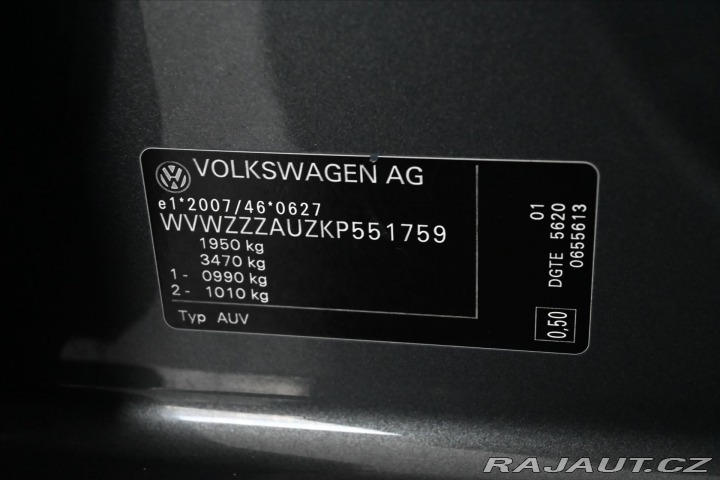 VOLKSWAGEN AG
e1*2007/46*0627
WVWZZZAUZKP551759
1950 kg
3470 kg
1 - 0990 kg
2 - 1010 kg
Typ AUV
01
DGTE 5620
0655613
0,50
RAJAUT.CZ